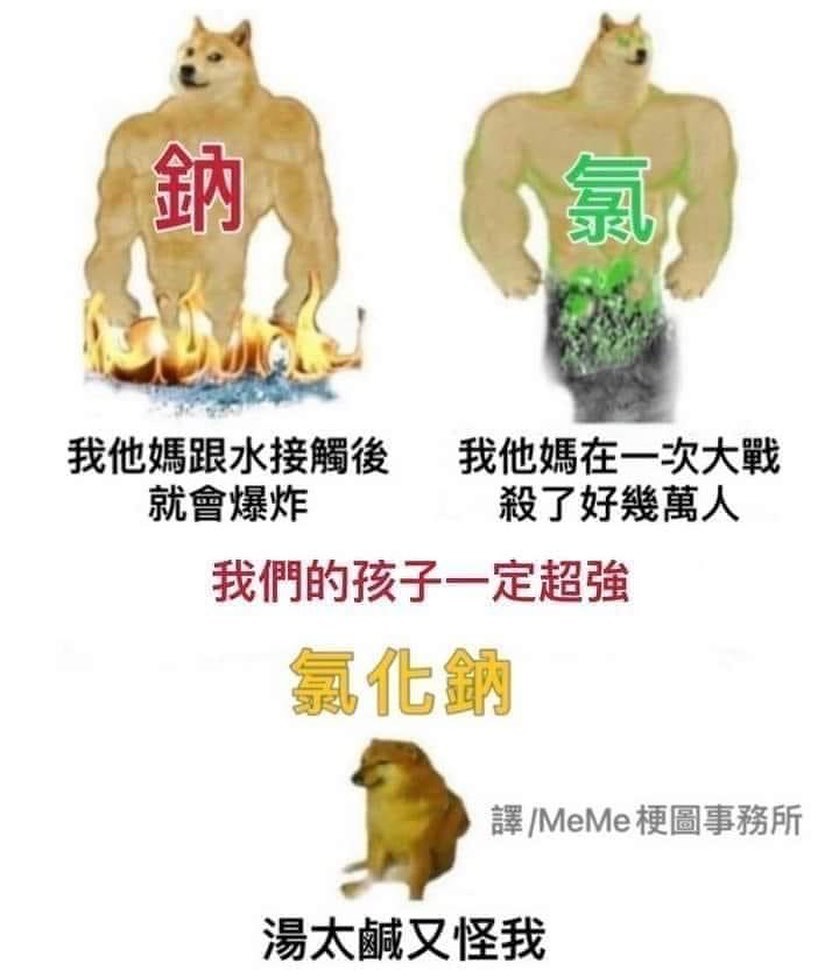 鈉
氯
我他媽跟水接觸後
就會爆炸
我他媽在一次大戰
殺了好幾萬人
我們的孩子一定超強
氯化鈉
譯/MeMe梗圖事務所
湯太鹹又怪我